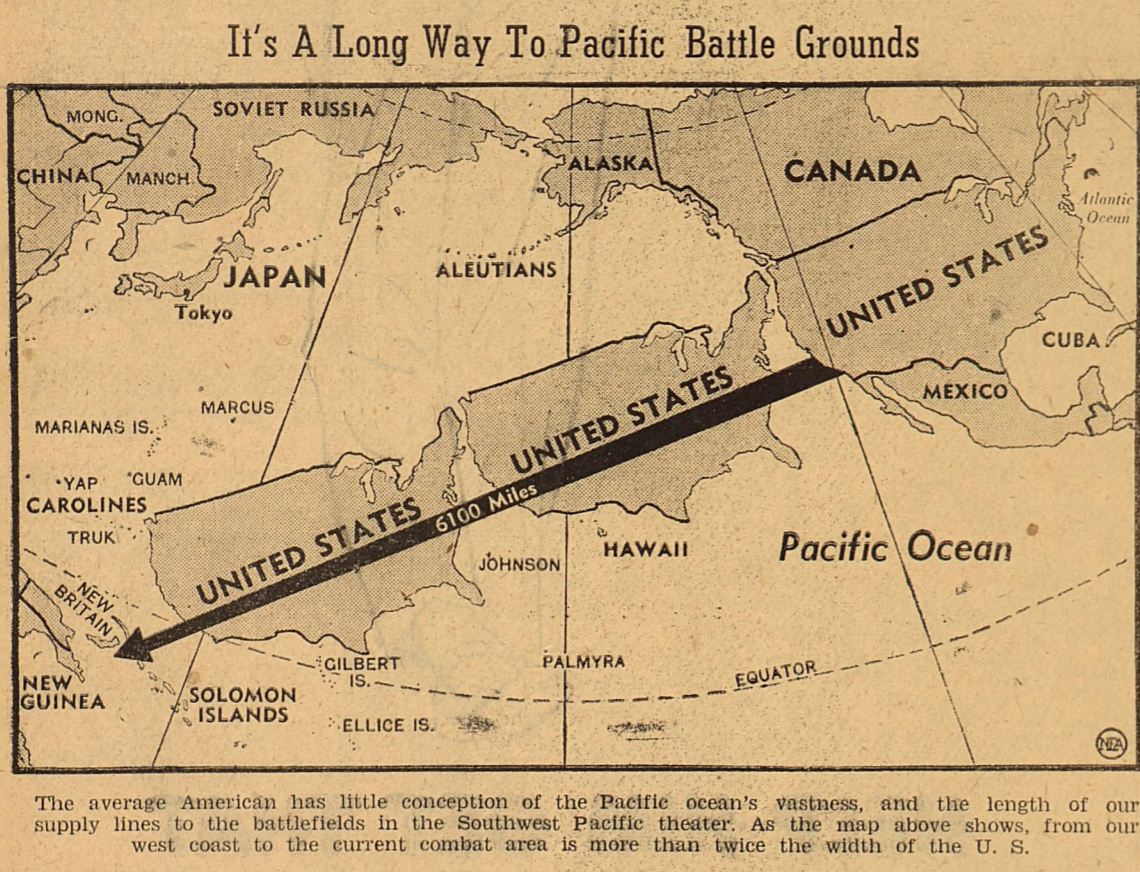 It's A Long Way To Pacific Battle Grounds
MONG.
SOVIET RUSSIA
CHINA
MANCH.
ALASKA
CANADA
Atlantic
Ocean
JAPAN
Tokyo
ALEUTIANS
UNITED STATES
CUBA
MEXICO
MARCUS
MARIANAS IS.
UNITED STATES
YAP
GUAM
CAROLINES
TRUK
6100 Miles
UNITED STATES
JOHNSON
HAWAII
Pacific Ocean
NEW
BRITAIN
NEW
GUINEA
SOLOMON
ISLANDS
GILBERT
IS.
ELLICE IS.
PALMYRA
EQUATOR
NEA
The average American has little conception of the Pacific ocean's vastness, and the length of our
supply lines to the battlefields in the Southwest Pacific theater. As the map above shows, from our
west coast to the current combat area is more than twice the width of the U. S.